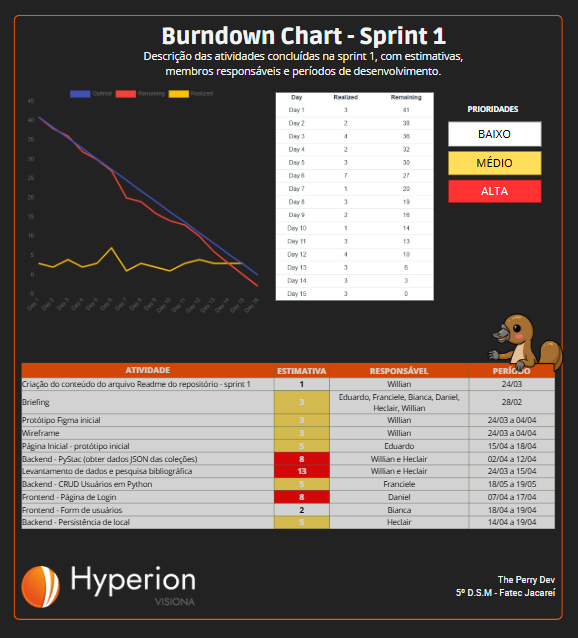 Burndown Chart - Sprint 1
Descrição das atividades concluídas na sprint 1, com estimativas,
membros responsáveis e períodos de desenvolvimento.
Optimal Remaining Realized
45
40
35
30
25
20
15
10
5
0
-5
Day 1 Day 2 Day 3 Day 4 Day 5 Day 6 Day 7 Day 8 Day 9 Day 10 Day 11 Day 12 Day 13 Day 14 Day 15 Day 16
Day Realized Remaining
Day 1 3 41
Day 2 2 38
Day 3 4 36
Day 4 2 32
Day 5 3 30
Day 6 7 27
Day 7 1 20
Day 8 3 19
Day 9 2 16
Day 10 1 14
Day 11 3 13
Day 12 4 10
Day 13 3 6
Day 14 3 3
Day 15 3 0
PRIORIDADES
BAIXO
MÉDIO
ALTA
ATIVIDADE ESTIMATIVA RESPONSÁVEL PERÍODO
Criação do conteúdo do arquivo Readme do repositório - sprint 1 1 Willian 24/03
Briefing 3 Eduardo, Franciele, Bianca, Daniel,
Heclair, Willian 28/02
Protótipo Figma inicial 3 Willian 24/03 a 04/04
Wireframe 3 Willian 24/03 a 04/04
Página Inicial - protótipo inicial 5 Eduardo 15/04 a 18/04
Backend - PyStac (obter dados JSON das coleções) 8 Willian e Heclair 02/04 a 12/04
Levantamento de dados e pesquisa bibliográfica 13 Willian e Heclair 24/03 a 15/04
Backend - CRUD Usuários em Python 5 Franciele 18/05 a 19/05
Frontend - Página de Login 8 Daniel 07/04 a 17/04
Frontend - Form de usuários 2 Bianca 18/04 a 19/04
Backend - Persistência de local 5 Heclair 14/04 a 19/04
Hyperion
VISIONA
The Perry Dev
5º D.S.M - Fatec Jacareí